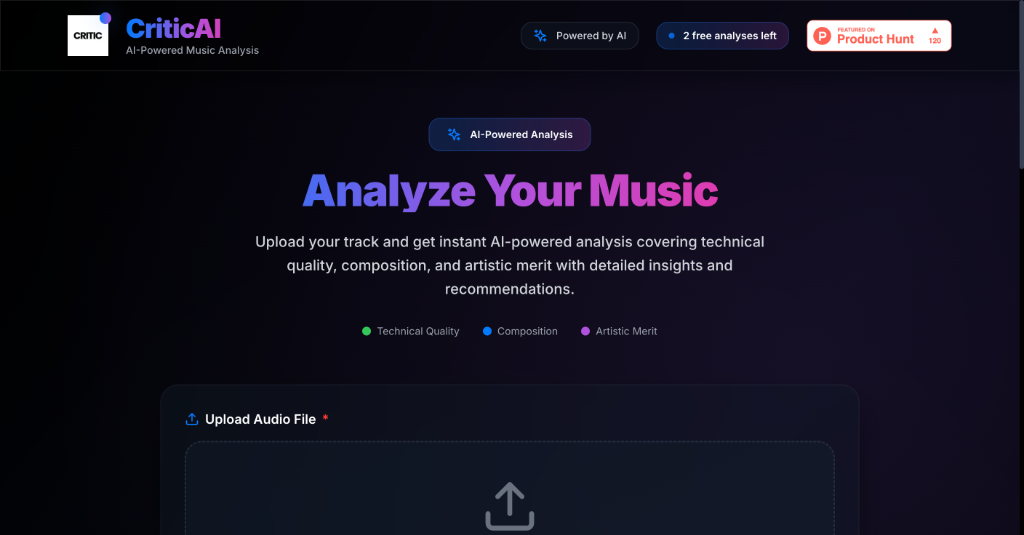 CRITIC
CriticAI
AI-Powered Music Analysis
Powered by AI
2 free analyses left
P
FEATURED ON
Product Hunt
120
AI-Powered Analysis
Analyze Your Music
Upload your track and get instant AI-powered analysis covering technical
quality, composition, and artistic merit with detailed insights and
recommendations.
Technical Quality
Composition
Artistic Merit
Upload Audio File *